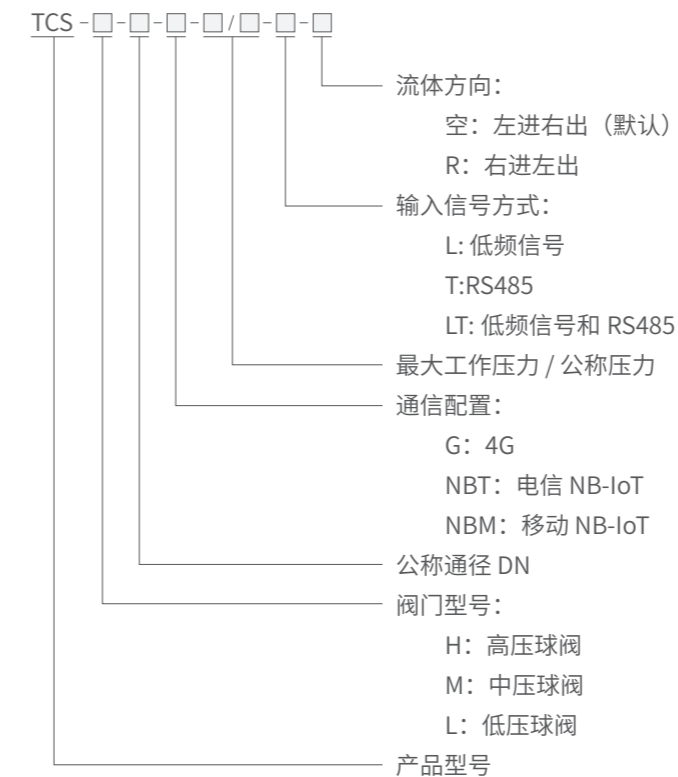 TCS-□-□-□-□/□-□-□
流体方向：
空：左进右出（默认）
R：右进左出
输入信号方式：
L: 低频信号
T:RS485
LT: 低频信号和 RS485
最大工作压力 / 公称压力
通信配置：
G：4G
NBT：电信 NB-IoT
NBM：移动 NB-IoT
公称通径 DN
阀门型号：
H：高压球阀
M：中压球阀
L：低压球阀
产品型号